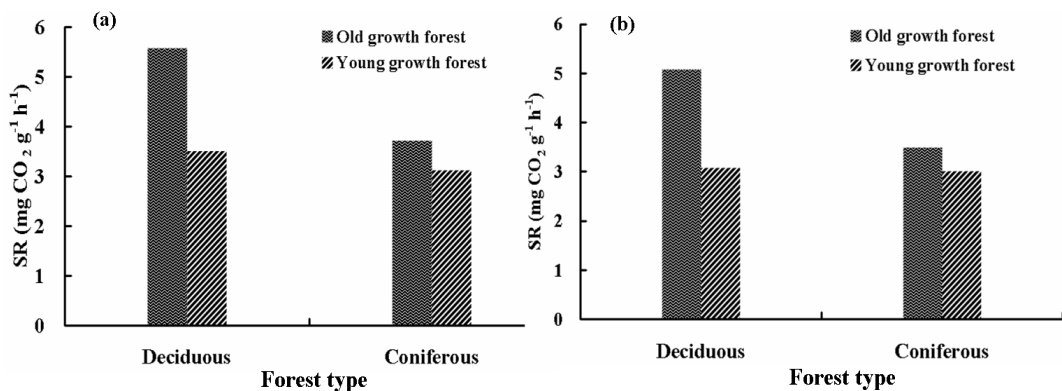 (a)
Old growth forest
Young growth forest
SR (mg CO₂ g⁻¹ h⁻¹)
6
5
4
3
2
1
0
Deciduous
Coniferous
Forest type
(b)
Old growth forest
Young growth forest
SR (mg CO₂ g⁻¹ h⁻¹)
6
5
4
3
2
1
0
Deciduous
Coniferous
Forest type